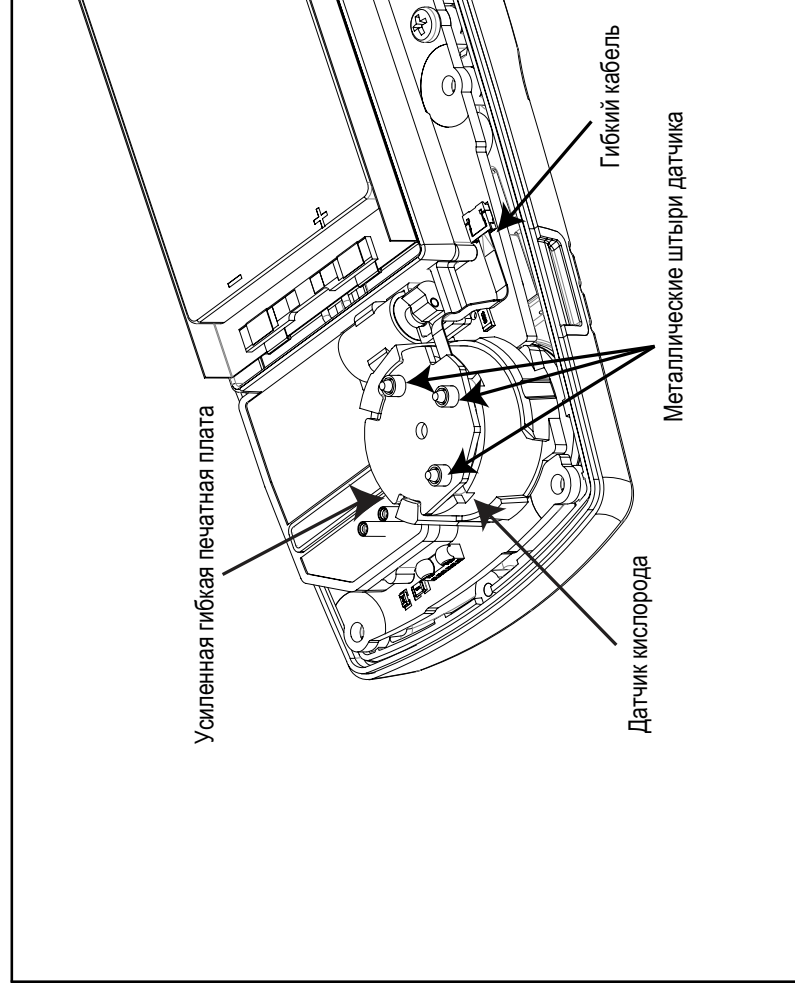 Усиленная гибкая печатная плата
Датчик кислорода
Металлические штыри датчика
Гибкий кабель